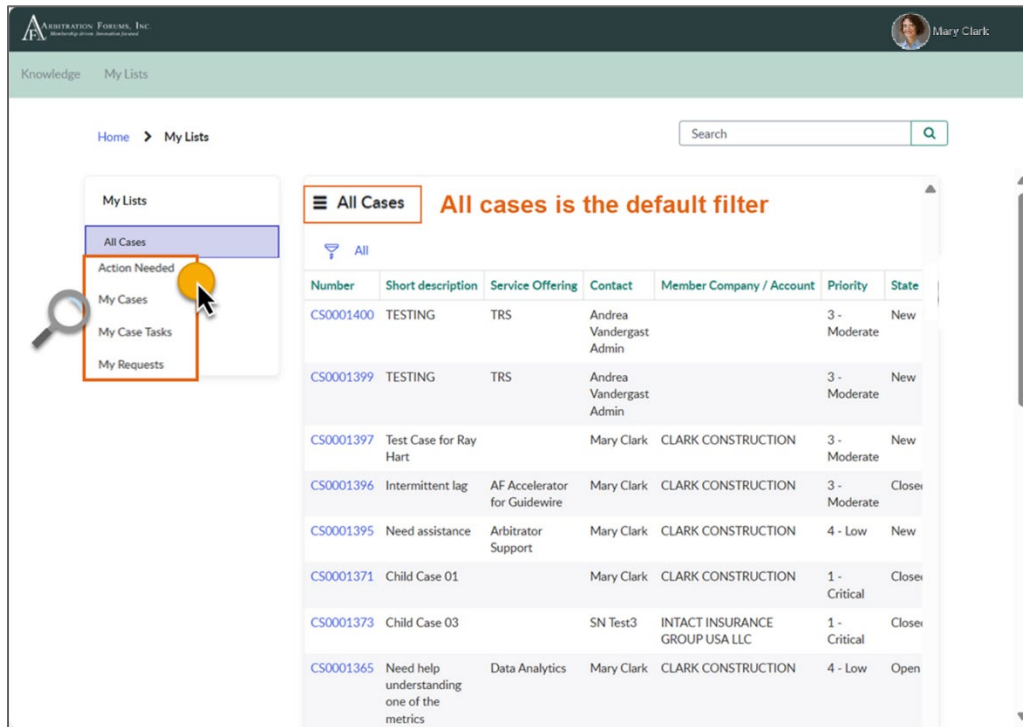 ARBITRATION FORUMS, INC.
Membership driven. Innovation focused
Mary Clark
Knowledge My Lists
Home > My Lists
Search
My Lists
All Cases
Action Needed
My Cases
My Case Tasks
My Requests
All Cases
All cases is the default filter
All
Number Short description Service Offering Contact Member Company / Account Priority State
CS0001400 TESTING TRS Andrea 3 - New
Vandergast Moderate
Admin
CS0001399 TESTING TRS Andrea 3 - New
Vandergast Moderate
Admin
CS0001397 Test Case for Ray Mary Clark CLARK CONSTRUCTION 3 - New
Hart Moderate
CS0001396 Intermittent lag AF Accelerator Mary Clark CLARK CONSTRUCTION 3 - Close
for Guidewire Moderate
CS0001395 Need assistance Arbitrator Mary Clark CLARK CONSTRUCTION 4 - Low New
Support
CS0001371 Child Case 01 Mary Clark CLARK CONSTRUCTION 1 - Close
Critical
CS0001373 Child Case 03 SN Test3 INTACT INSURANCE 1 - Close
GROUP USA LLC Critical
CS0001365 Need help Data Analytics Mary Clark CLARK CONSTRUCTION 4 - Low Open
understanding
one of the
metrics